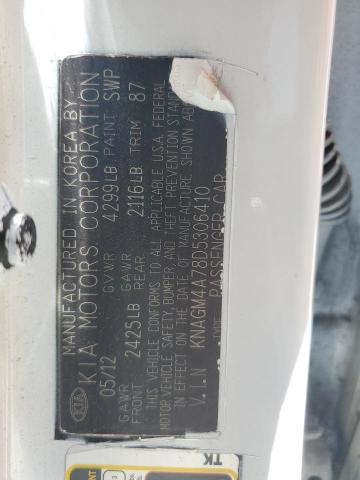 MANUFACTURED IN KOREA BY
KIA MOTORS CORPORATION
05/12 GVWR 4299LB PAINT SWP
GAWR FRONT 2425LB GAWR REAR 2116LB TRIM 87
THIS VEHICLE CONFORMS TO ALL APPLICABLE U.S.A. FEDERAL
MOTOR VEHICLE SAFETY, BUMPER, AND THEFT PREVENTION STAND
IN EFFECT ON THE DATE OF MANUFACTURE SHOWN AB
V.I.N KNAGM4A78D5306410
TYPE PASSENGER CAR
KIA
TK